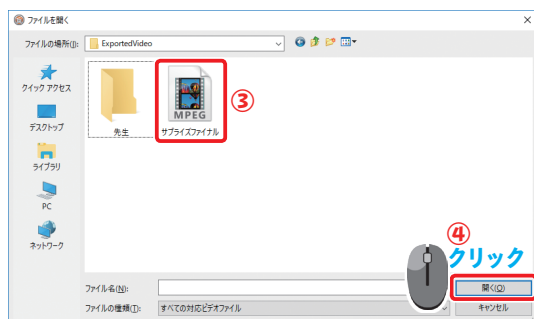 ファイルを開く
ファイルの場所(I):
ExportedVideo
クイック アクセス
デスクトップ
ライブラリ
PC
ネットワーク
先生
MPEG
サプライズファイナル
③
④
クリック
ファイル名(N):
開く(O)
ファイルの種類(T):
すべての対応ビデオファイル
キャンセル